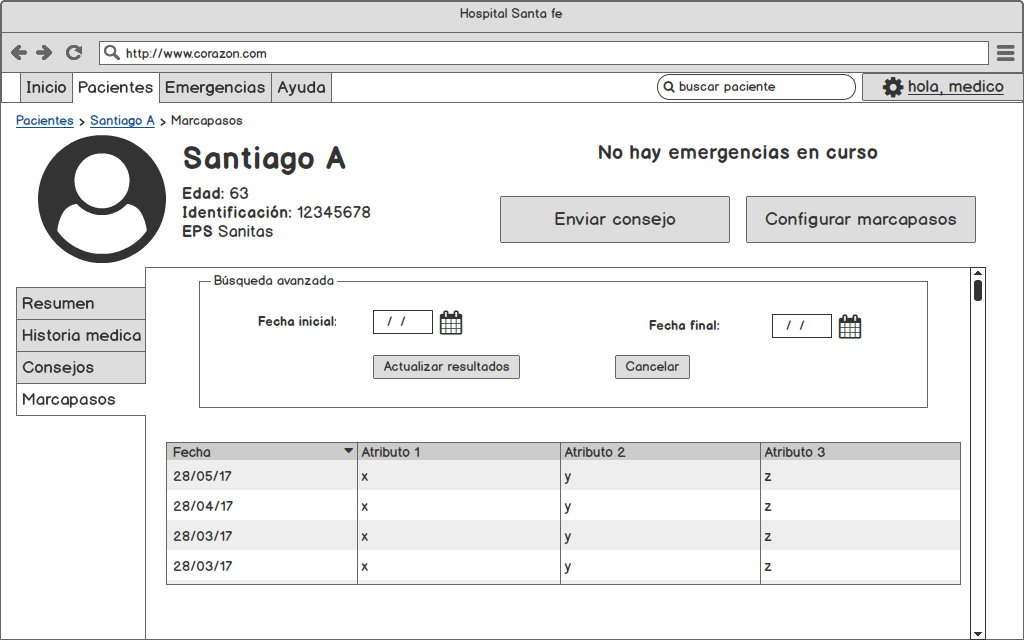 Hospital Santa fe
http://www.corazon.com
Inicio Pacientes Emergencias Ayuda buscar paciente hola, medico
Pacientes > Santiago A > Marcapasos
Santiago A
No hay emergencias en curso
Edad: 63
Identificación: 12345678
EPS Sanitas
Enviar consejo Configurar marcapasos
Búsqueda avanzada
Resumen
Historia medica
Consejos
Marcapasos
Fecha inicial: / / Fecha final: / /
Actualizar resultados Cancelar
Fecha Atributo 1 Atributo 2 Atributo 3
28/05/17 x y z
28/04/17 x y z
28/03/17 x y z
28/03/17 x y z